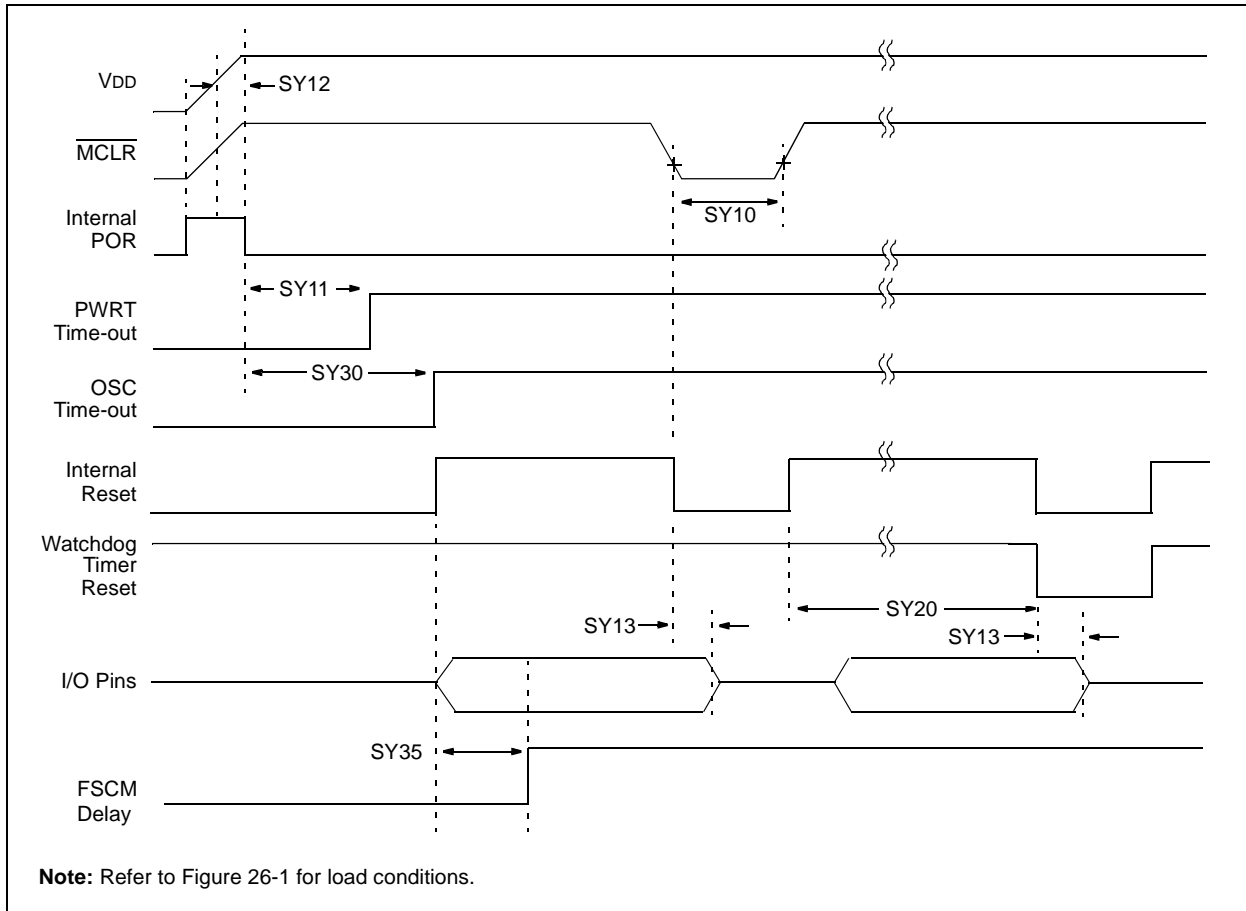 VDD
SY12
MCLR
SY10
Internal
POR
SY11
PWRT
Time-out
SY30
OSC
Time-out
Internal
Reset
Watchdog
Timer
Reset
SY20
SY13
SY13
I/O Pins
SY35
FSCM
Delay
Note: Refer to Figure 26-1 for load conditions.